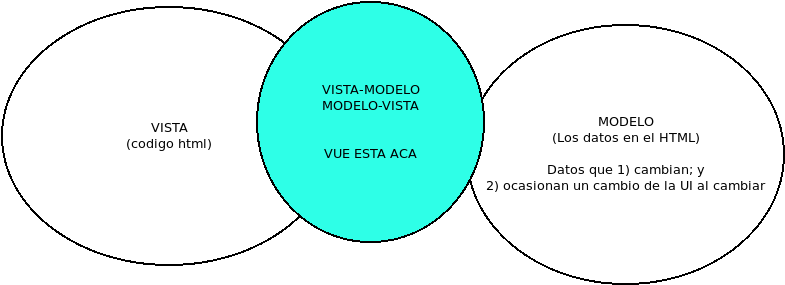 VISTA
(codigo html)
VISTA-MODELO
MODELO-VISTA
VUE ESTA ACA
MODELO
(Los datos en el HTML)
Datos que 1) cambian; y
2) ocasionan un cambio de la UI al cambiar